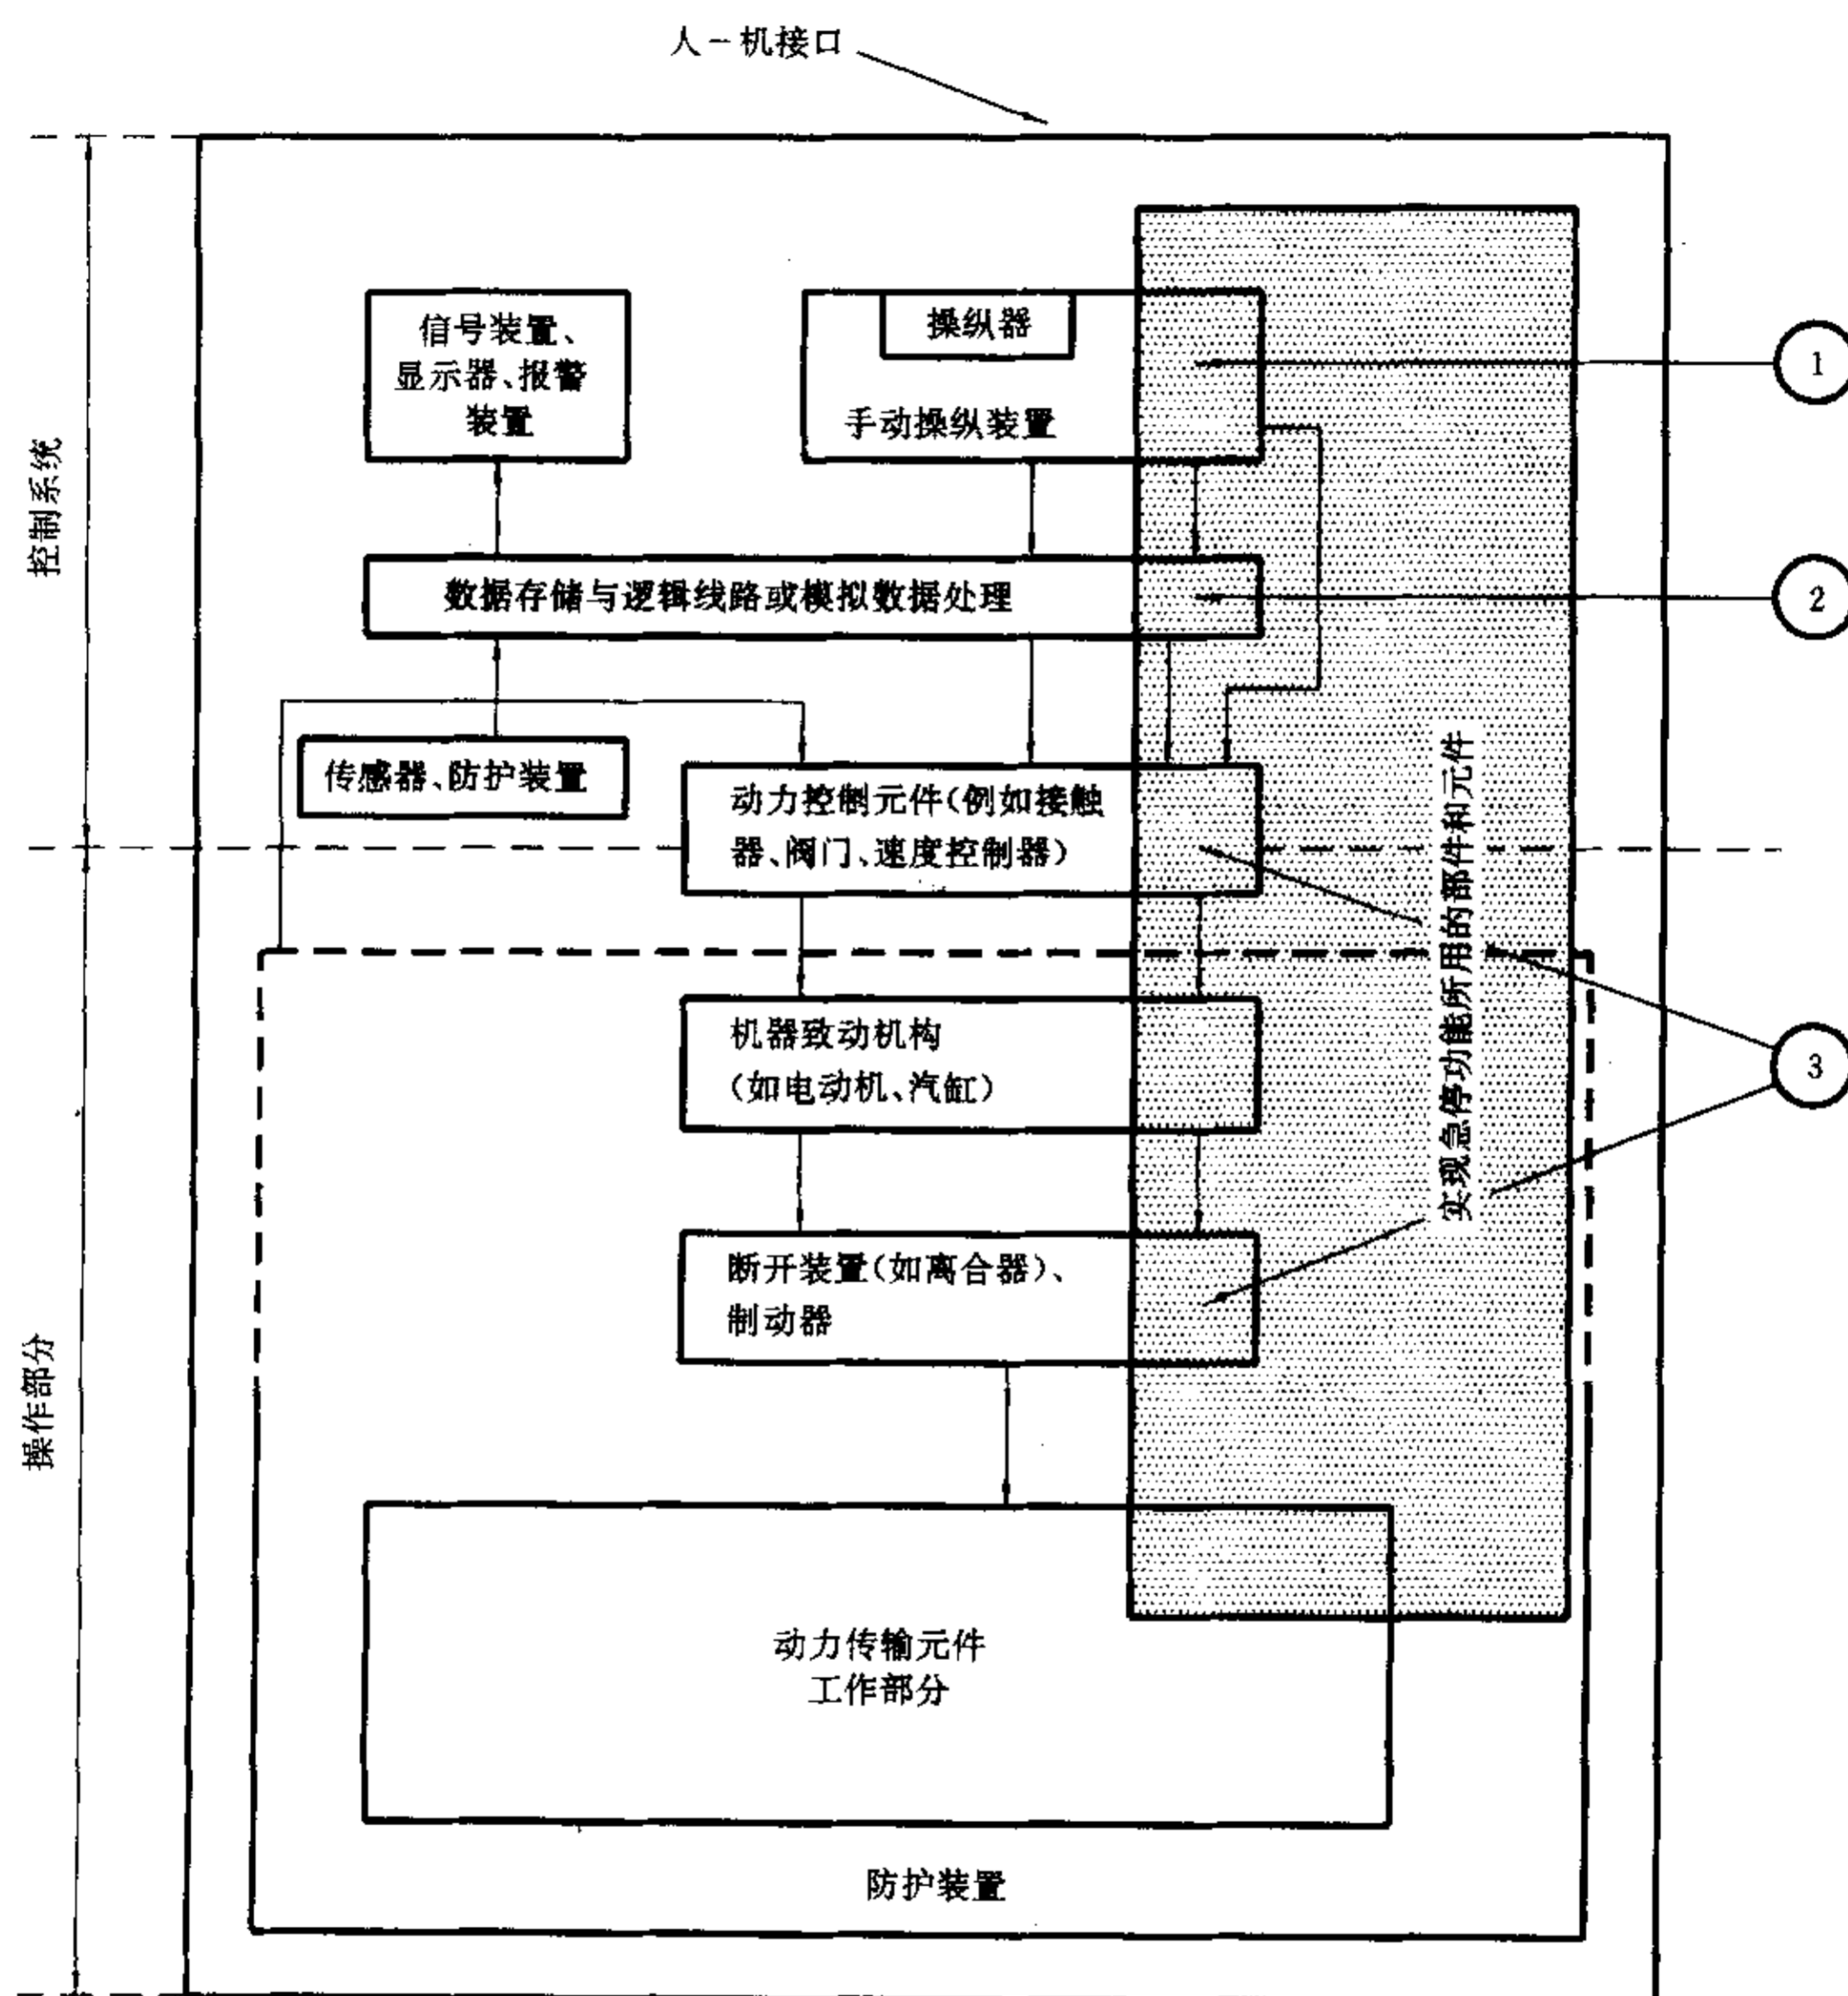 人-机接口
信号装置、
显示器、报警
装置
操纵器
手动操纵装置
1
控制系统
数据存储与逻辑线路或模拟数据处理
2
传感器、防护装置
动力控制元件(例如接触
器、阀门、速度控制器)
实现急停功能所用的部件和元件
机器致动机构
(如电动机、汽缸)
3
断开装置(如离合器)、
制动器
操作部分
动力传输元件
工作部分
防护装置